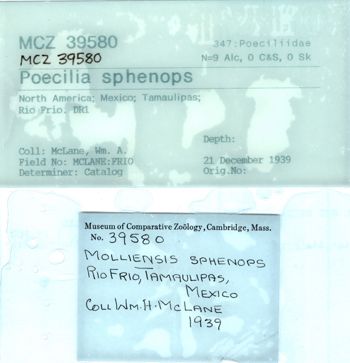 MCZ 39580
347:Poeciliidae
MCZ 39580
N=9 Alc, 0 C&S, 0 Sk
Poecilia sphenops
North America; Mexico; Tamaulipas;
Rio Frio. DR1
Coll: McLane, Wm. A.
Depth:
Field No: MCLANE:FRIO
21 December 1939
Determiner: Catalog
Orig.No:
Museum of Comparative Zoölogy, Cambridge, Mass.
No. 39580
MOLLIENSIS SPHENOPS
RIO FRIO, TAMAULIPAS,
MEXICO
COLL WM. H. MCLANE
1939